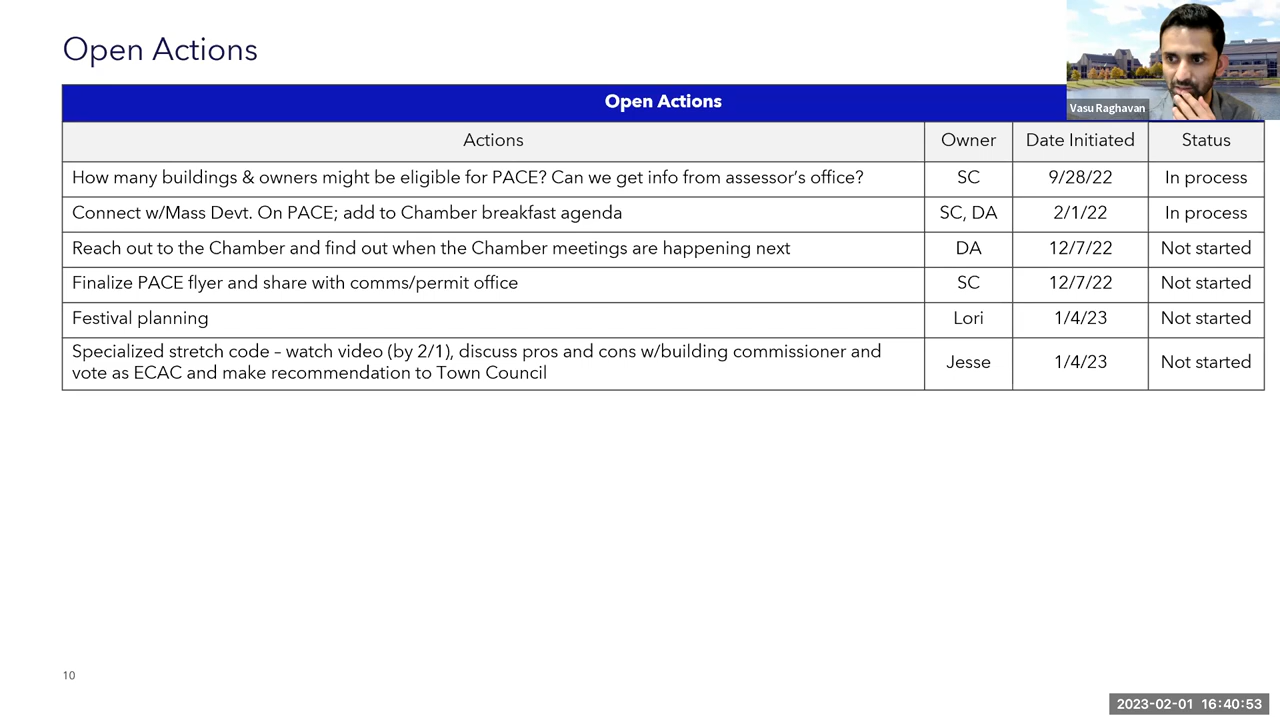 Open Actions
Vasu Raghavan
Open Actions
Actions Owner Date Initiated Status
How many buildings & owners might be eligible for PACE? Can we get info from assessor’s office? SC 9/28/22 In process
Connect w/Mass Devt. On PACE; add to Chamber breakfast agenda SC, DA 2/1/22 In process
Reach out to the Chamber and find out when the Chamber meetings are happening next DA 12/7/22 Not started
Finalize PACE flyer and share with comms/permit office SC 12/7/22 Not started
Festival planning Lori 1/4/23 Not started
Specialized stretch code – watch video (by 2/1), discuss pros and cons w/building commissioner and
vote as ECAC and make recommendation to Town Council Jesse 1/4/23 Not started
10
2023-02-01 16:40:53